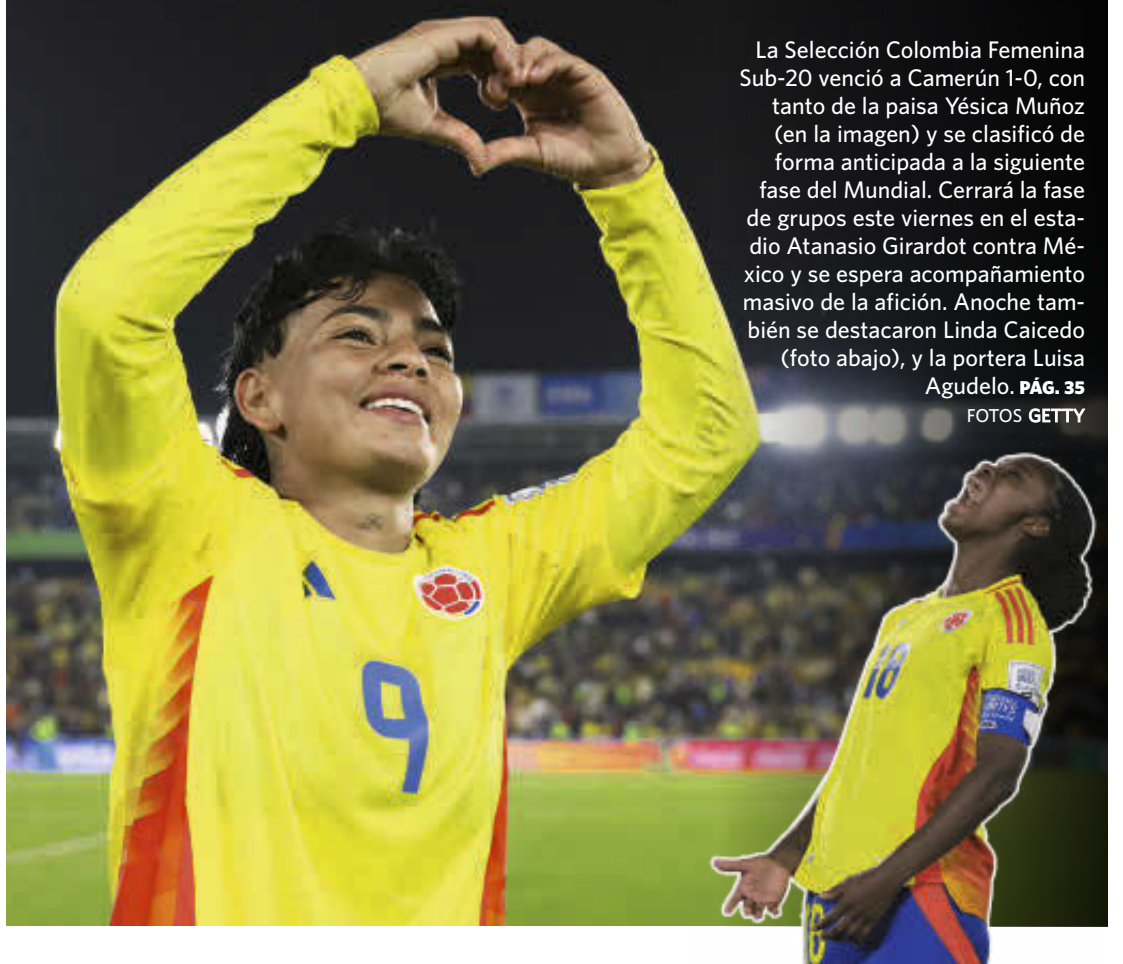 La Selección Colombia Femenina
Sub-20 venció a Camerún 1-0, con
tanto de la paisa Yésica Muñoz
(en la imagen) y se clasificó de
forma anticipada a la siguiente
fase del Mundial. Cerrará la fase
de grupos este viernes en el esta-
dio Atanasio Girardot contra Mé-
xico y se espera acompañamiento
masivo de la afición. Anoche tam-
bién se destacaron Linda Caicedo
(foto abajo), y la portera Luisa
Agudelo. PÁG. 35
FOTOS GETTY
9
18